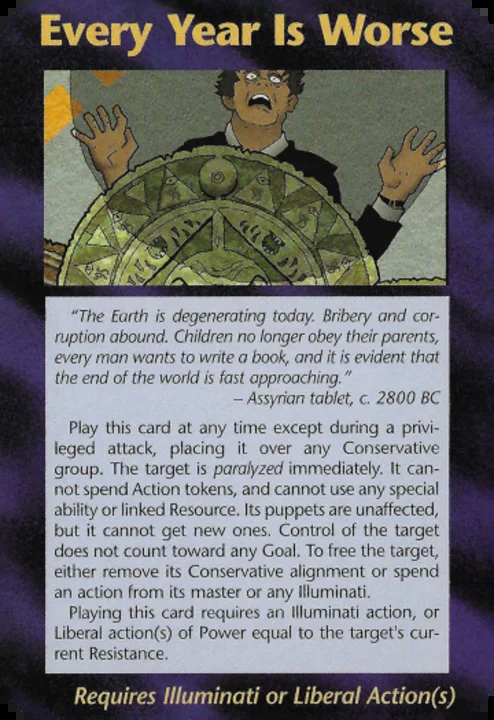 Every Year Is Worse
"The Earth is degenerating today. Bribery and cor-
ruption abound. Children no longer obey their parents,
every man wants to write a book, and it is evident that
the end of the world is fast approaching."
– Assyrian tablet, c. 2800 BC
Play this card at any time except during a privi-
leged attack, placing it over any Conservative
group. The target is paralyzed immediately. It can-
not spend Action tokens, and cannot use any special
ability or linked Resource. Its puppets are unaffected,
but it cannot get new ones. Control of the target
does not count toward any Goal. To free the target,
either remove its Conservative alignment or spend
an action from its master or any Illuminati.
Playing this card requires an Illuminati action, or
Liberal action(s) of Power equal to the target's cur-
rent Resistance.
Requires Illuminati or Liberal Action(s)